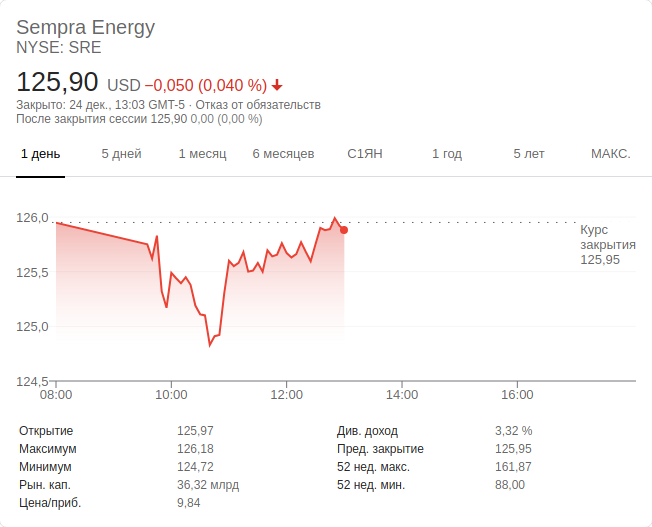 Sempra Energy
NYSE: SRE
125,90 USD −0,050 (0,040 %)
Закрыто: 24 дек., 13:03 GMT-5 · Отказ от обязательств
После закрытия сессии 125,90 0,00 (0,00 %)
1 день 5 дней 1 месяц 6 месяцев С1ЯН 1 год 5 лет МАКС.
126,0
Курс
закрытия
125,95
125,5
125,0
124,5
08:00 10:00 12:00 14:00 16:00
Открытие 125,97 Див. доход 3,32 %
Максимум 126,18 Пред. закрытие 125,95
Минимум 124,72 52 нед. макс. 161,87
Рын. кап. 36,32 млрд 52 нед. мин. 88,00
Цена/приб. 9,84